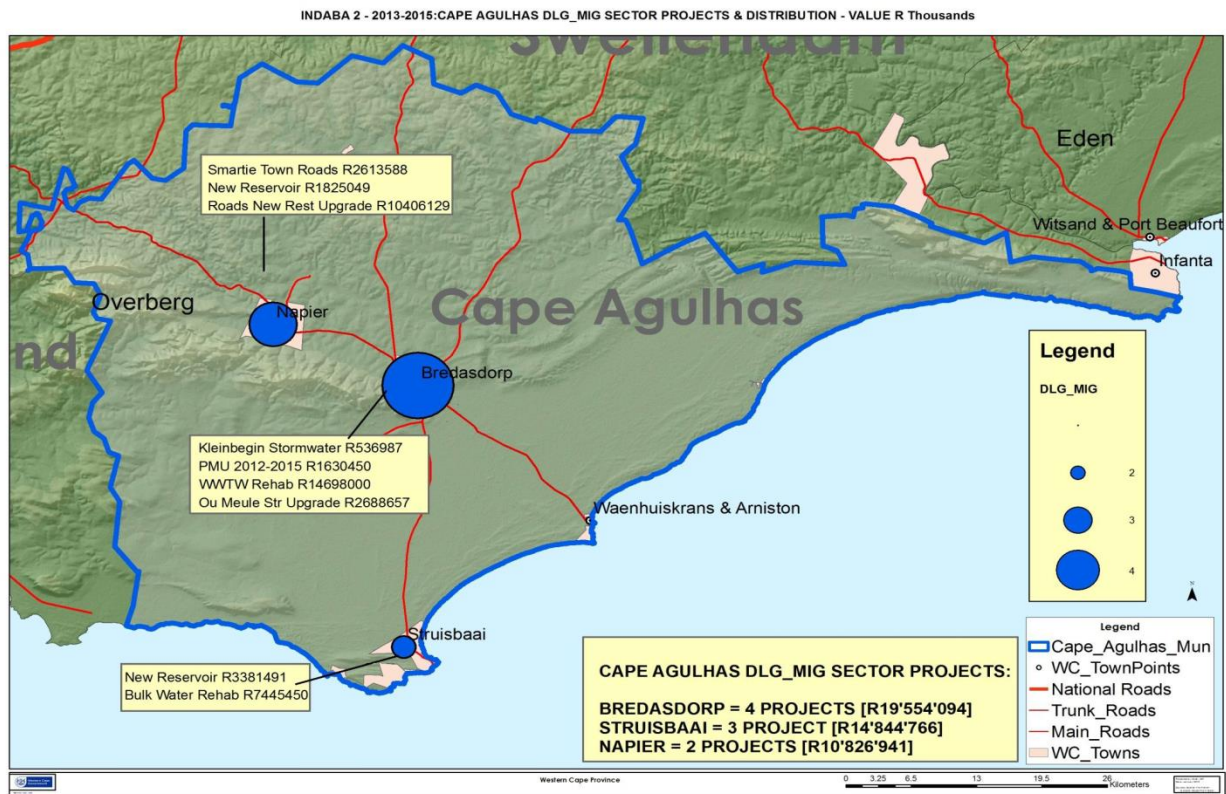 INDABA 2 - 2013-2015:CAPE AGULHAS DLG_MIG SECTOR PROJECTS & DISTRIBUTION - VALUE R Thousands
Swellendam
Eden
Smartie Town Roads R2613588
New Reservoir R1825049
Roads New Rest Upgrade R10406129
Witsand & Port Beaufort
Infanta
Overberg
Napier
Cape Agulhas
nd
Bredasdorp
Legend
DLG_MIG
2
3
4
Kleinbegin Stormwater R536987
PMU 2012-2015 R1630450
WWTW Rehab R14698000
Ou Meule Str Upgrade R2688657
Waenhuiskrans & Arniston
N
Struisbaai
New Reservoir R3381491
Bulk Water Rehab R7445450
CAPE AGULHAS DLG_MIG SECTOR PROJECTS:
BREDASDORP = 4 PROJECTS [R19'554'094]
STRUISBAAI = 3 PROJECT [R14'844'766]
NAPIER = 2 PROJECTS [R10'826'941]
Legend
Cape_Agulhas_Mun
WC_TownPoints
National Roads
Trunk_Roads
Main_Roads
WC_Towns
Western Cape Province
0 3.25 6.5 13 19.5 26
Kilometers